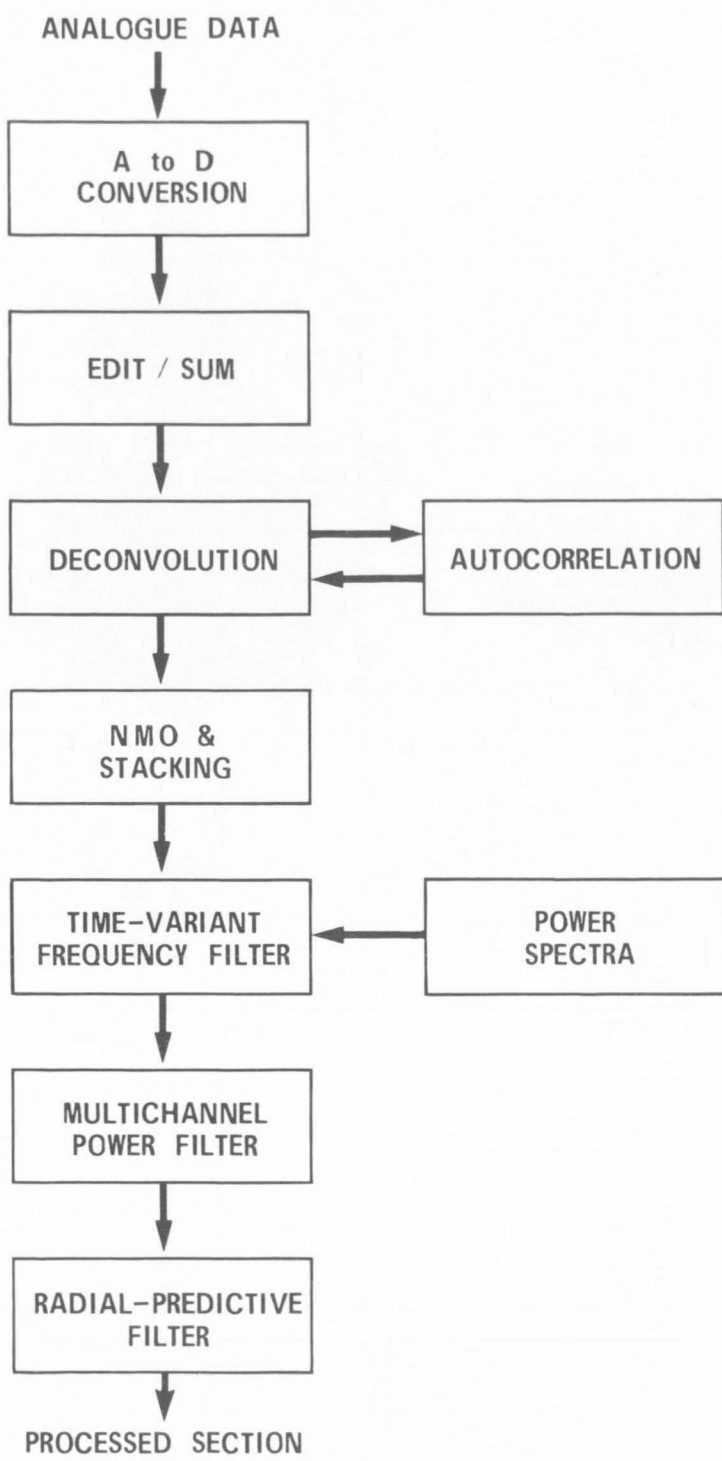 ANALOGUE DATA
A to D
CONVERSION
EDIT / SUM
DECONVOLUTION
AUTOCORRELATION
NMO &
STACKING
TIME-VARIANT
FREQUENCY FILTER
POWER
SPECTRA
MULTICHANNEL
POWER FILTER
RADIAL-PREDICTIVE
FILTER
PROCESSED SECTION